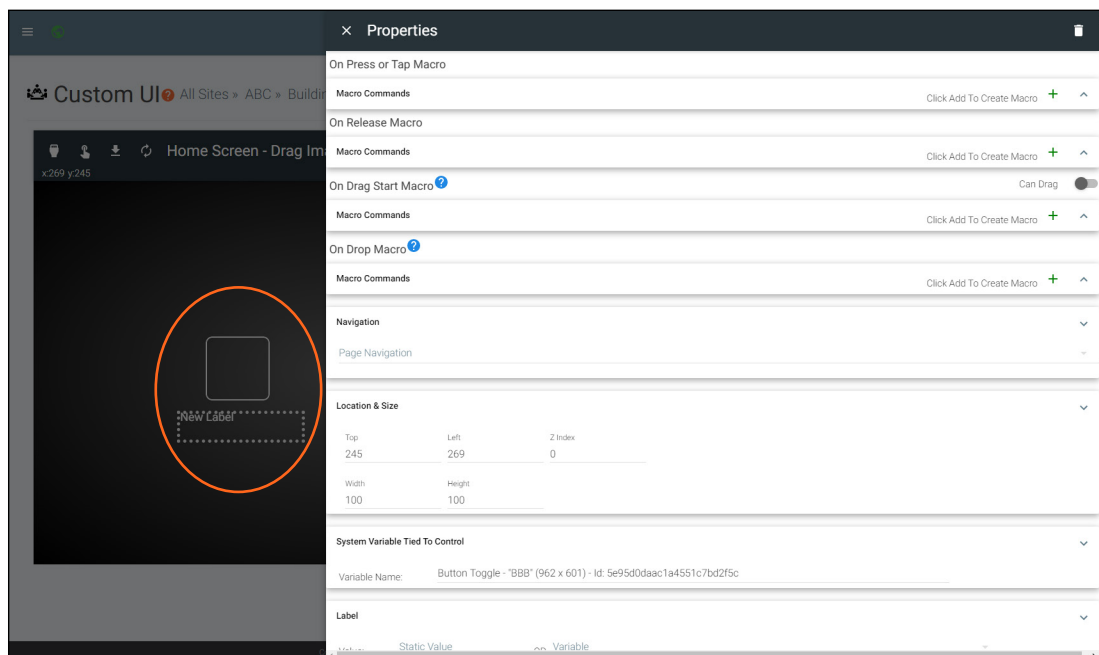 Properties
On Press or Tap Macro
Macro Commands
Click Add To Create Macro
On Release Macro
Macro Commands
Click Add To Create Macro
On Drag Start Macro ?
Can Drag
Macro Commands
Click Add To Create Macro
On Drop Macro ?
Macro Commands
Click Add To Create Macro
Navigation
Page Navigation
Location & Size
Top Left Z Index
245 269 0
Width Height
100 100
System Variable Tied To Control
Variable Name: Button Toggle - "BBB" (962 x 601) - Id: 5e95d0daac1a4551c7bd2f5c
Label
Static Value Variable
Custom UI ? All Sites » ABC » Buildin
Home Screen - Drag Ima
x:269 y:245
New Label